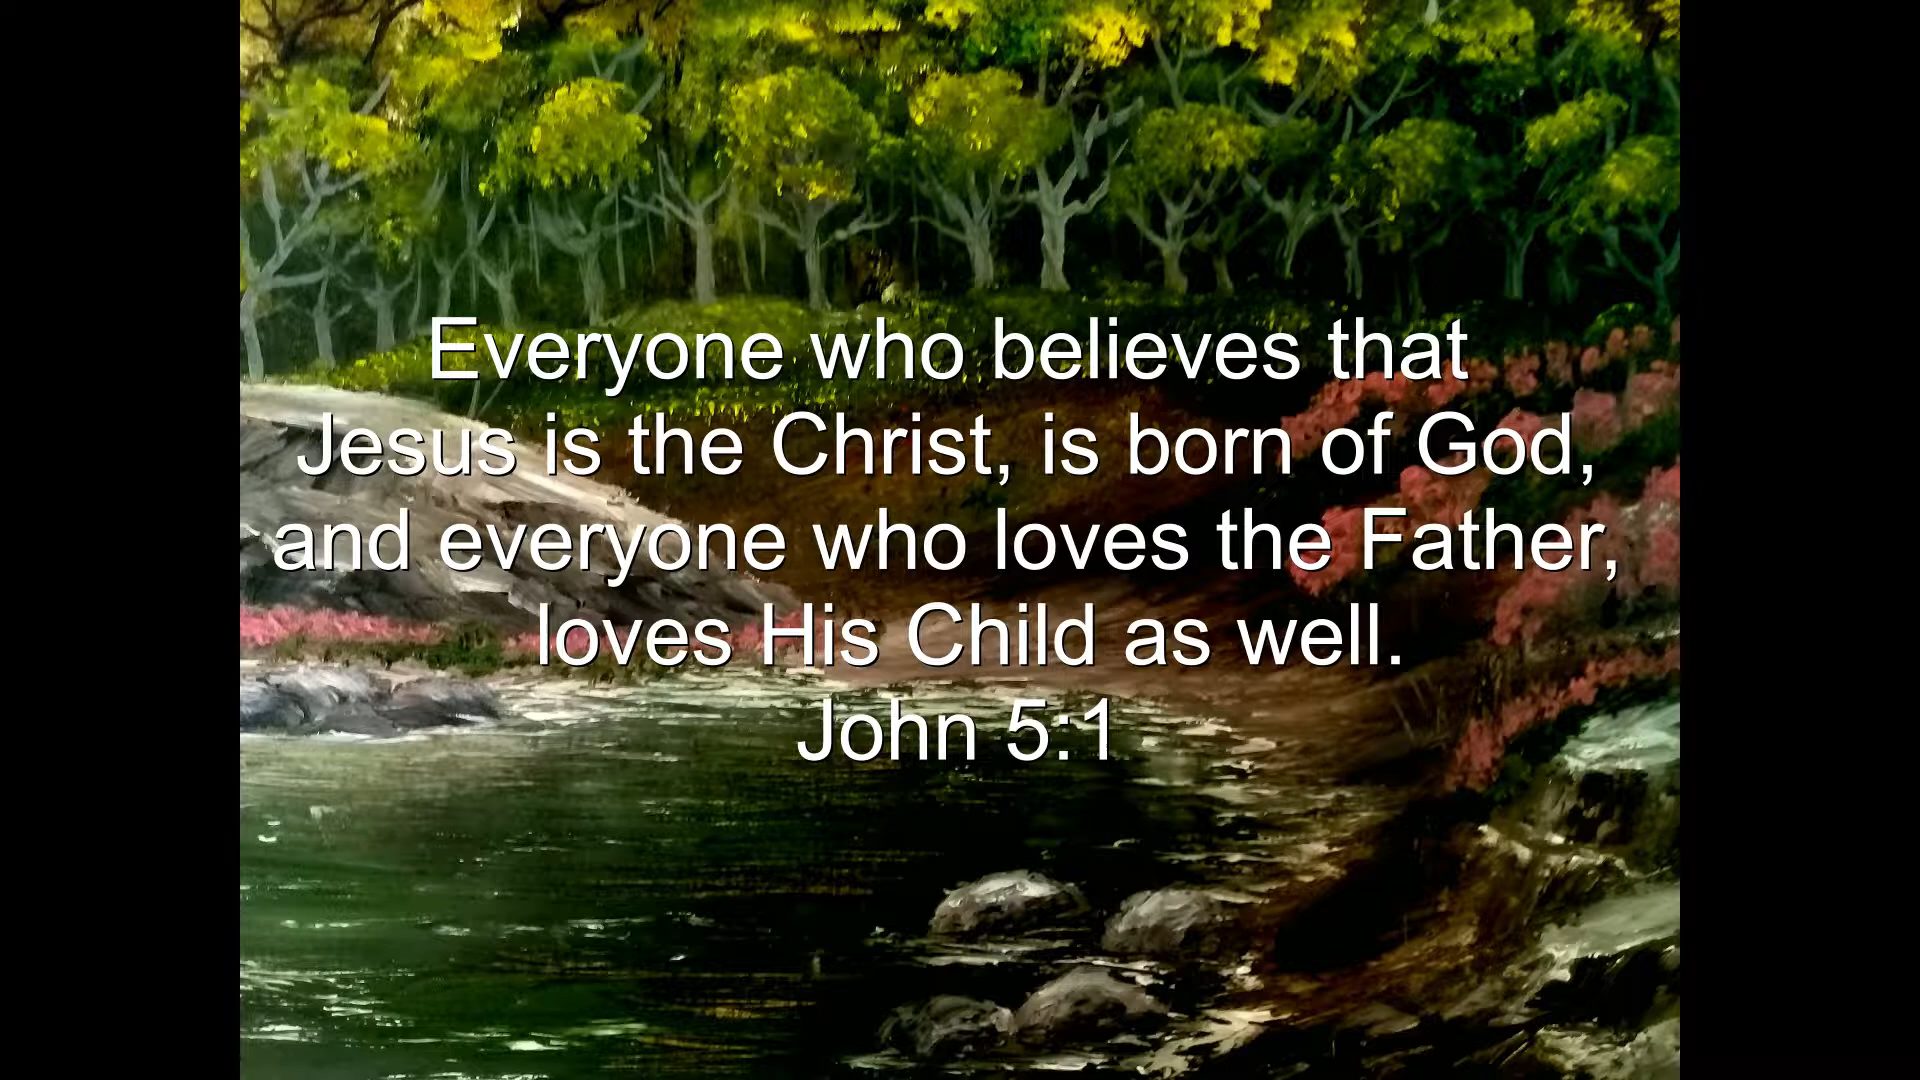 Everyone who believes that
Jesus is the Christ, is born of God,
and everyone who loves the Father,
loves His Child as well.
John 5:1